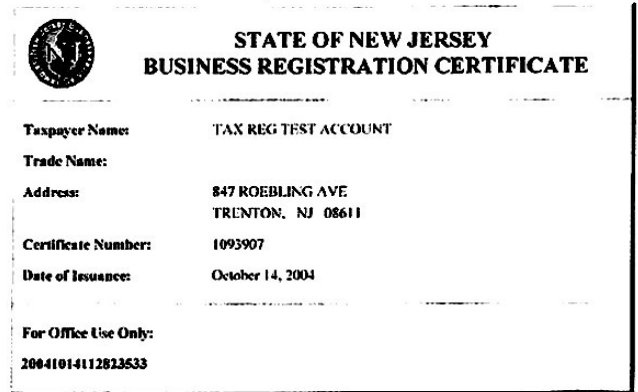 STATE OF NEW JERSEY
BUSINESS REGISTRATION CERTIFICATE
Taxpayer Name: TAX REG TEST ACCOUNT
Trade Name:
Address: 847 ROEBLING AVE
TRENTON, NJ 08611
Certificate Number: 1093907
Date of Issuance: October 14, 2004
For Office Use Only:
20041014112823533